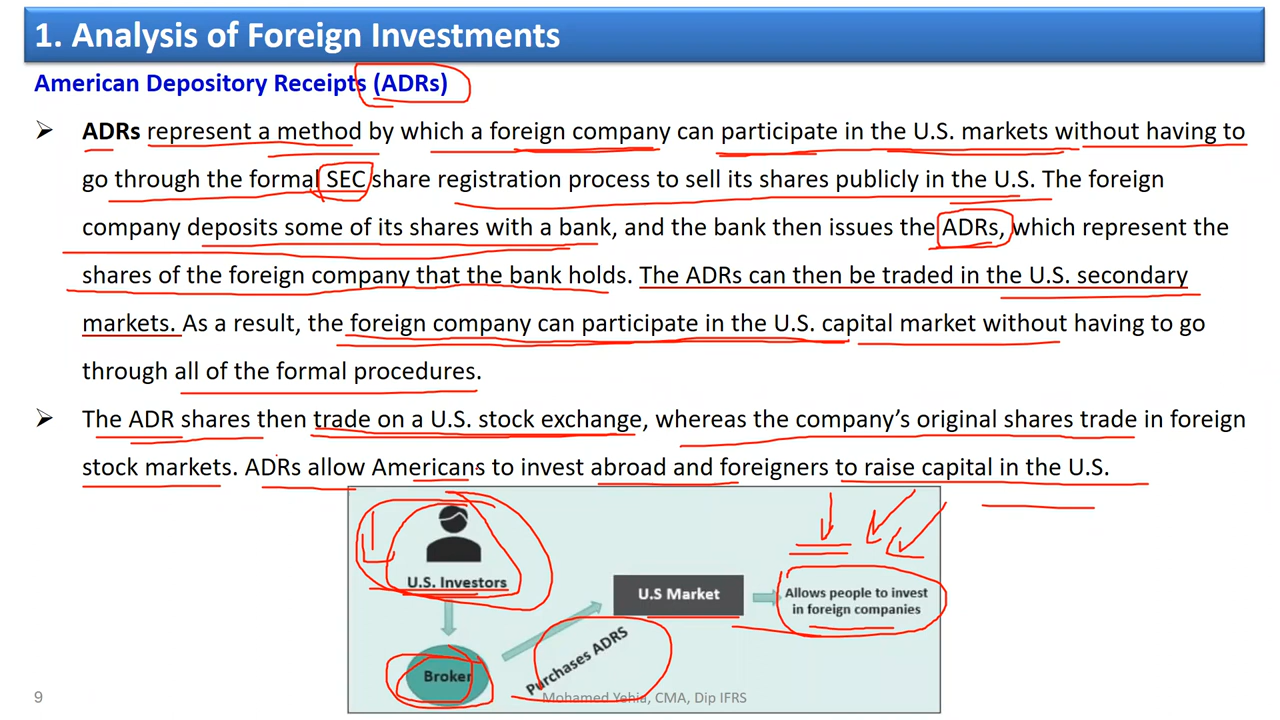 1. Analysis of Foreign Investments
American Depository Receipts (ADRs)
ADRs represent a method by which a foreign company can participate in the U.S. markets without having to
go through the formal SEC share registration process to sell its shares publicly in the U.S. The foreign
company deposits some of its shares with a bank, and the bank then issues the ADRs, which represent the
shares of the foreign company that the bank holds. The ADRs can then be traded in the U.S. secondary
markets. As a result, the foreign company can participate in the U.S. capital market without having to go
through all of the formal procedures.
The ADR shares then trade on a U.S. stock exchange, whereas the company's original shares trade in foreign
stock markets. ADRs allow Americans to invest abroad and foreigners to raise capital in the U.S.
U.S. Investors
U.S Market
Allows people to invest
in foreign companies
Purchases ADRS
Broker
9
Mohamed Yehia, CMA, Dip IFRS